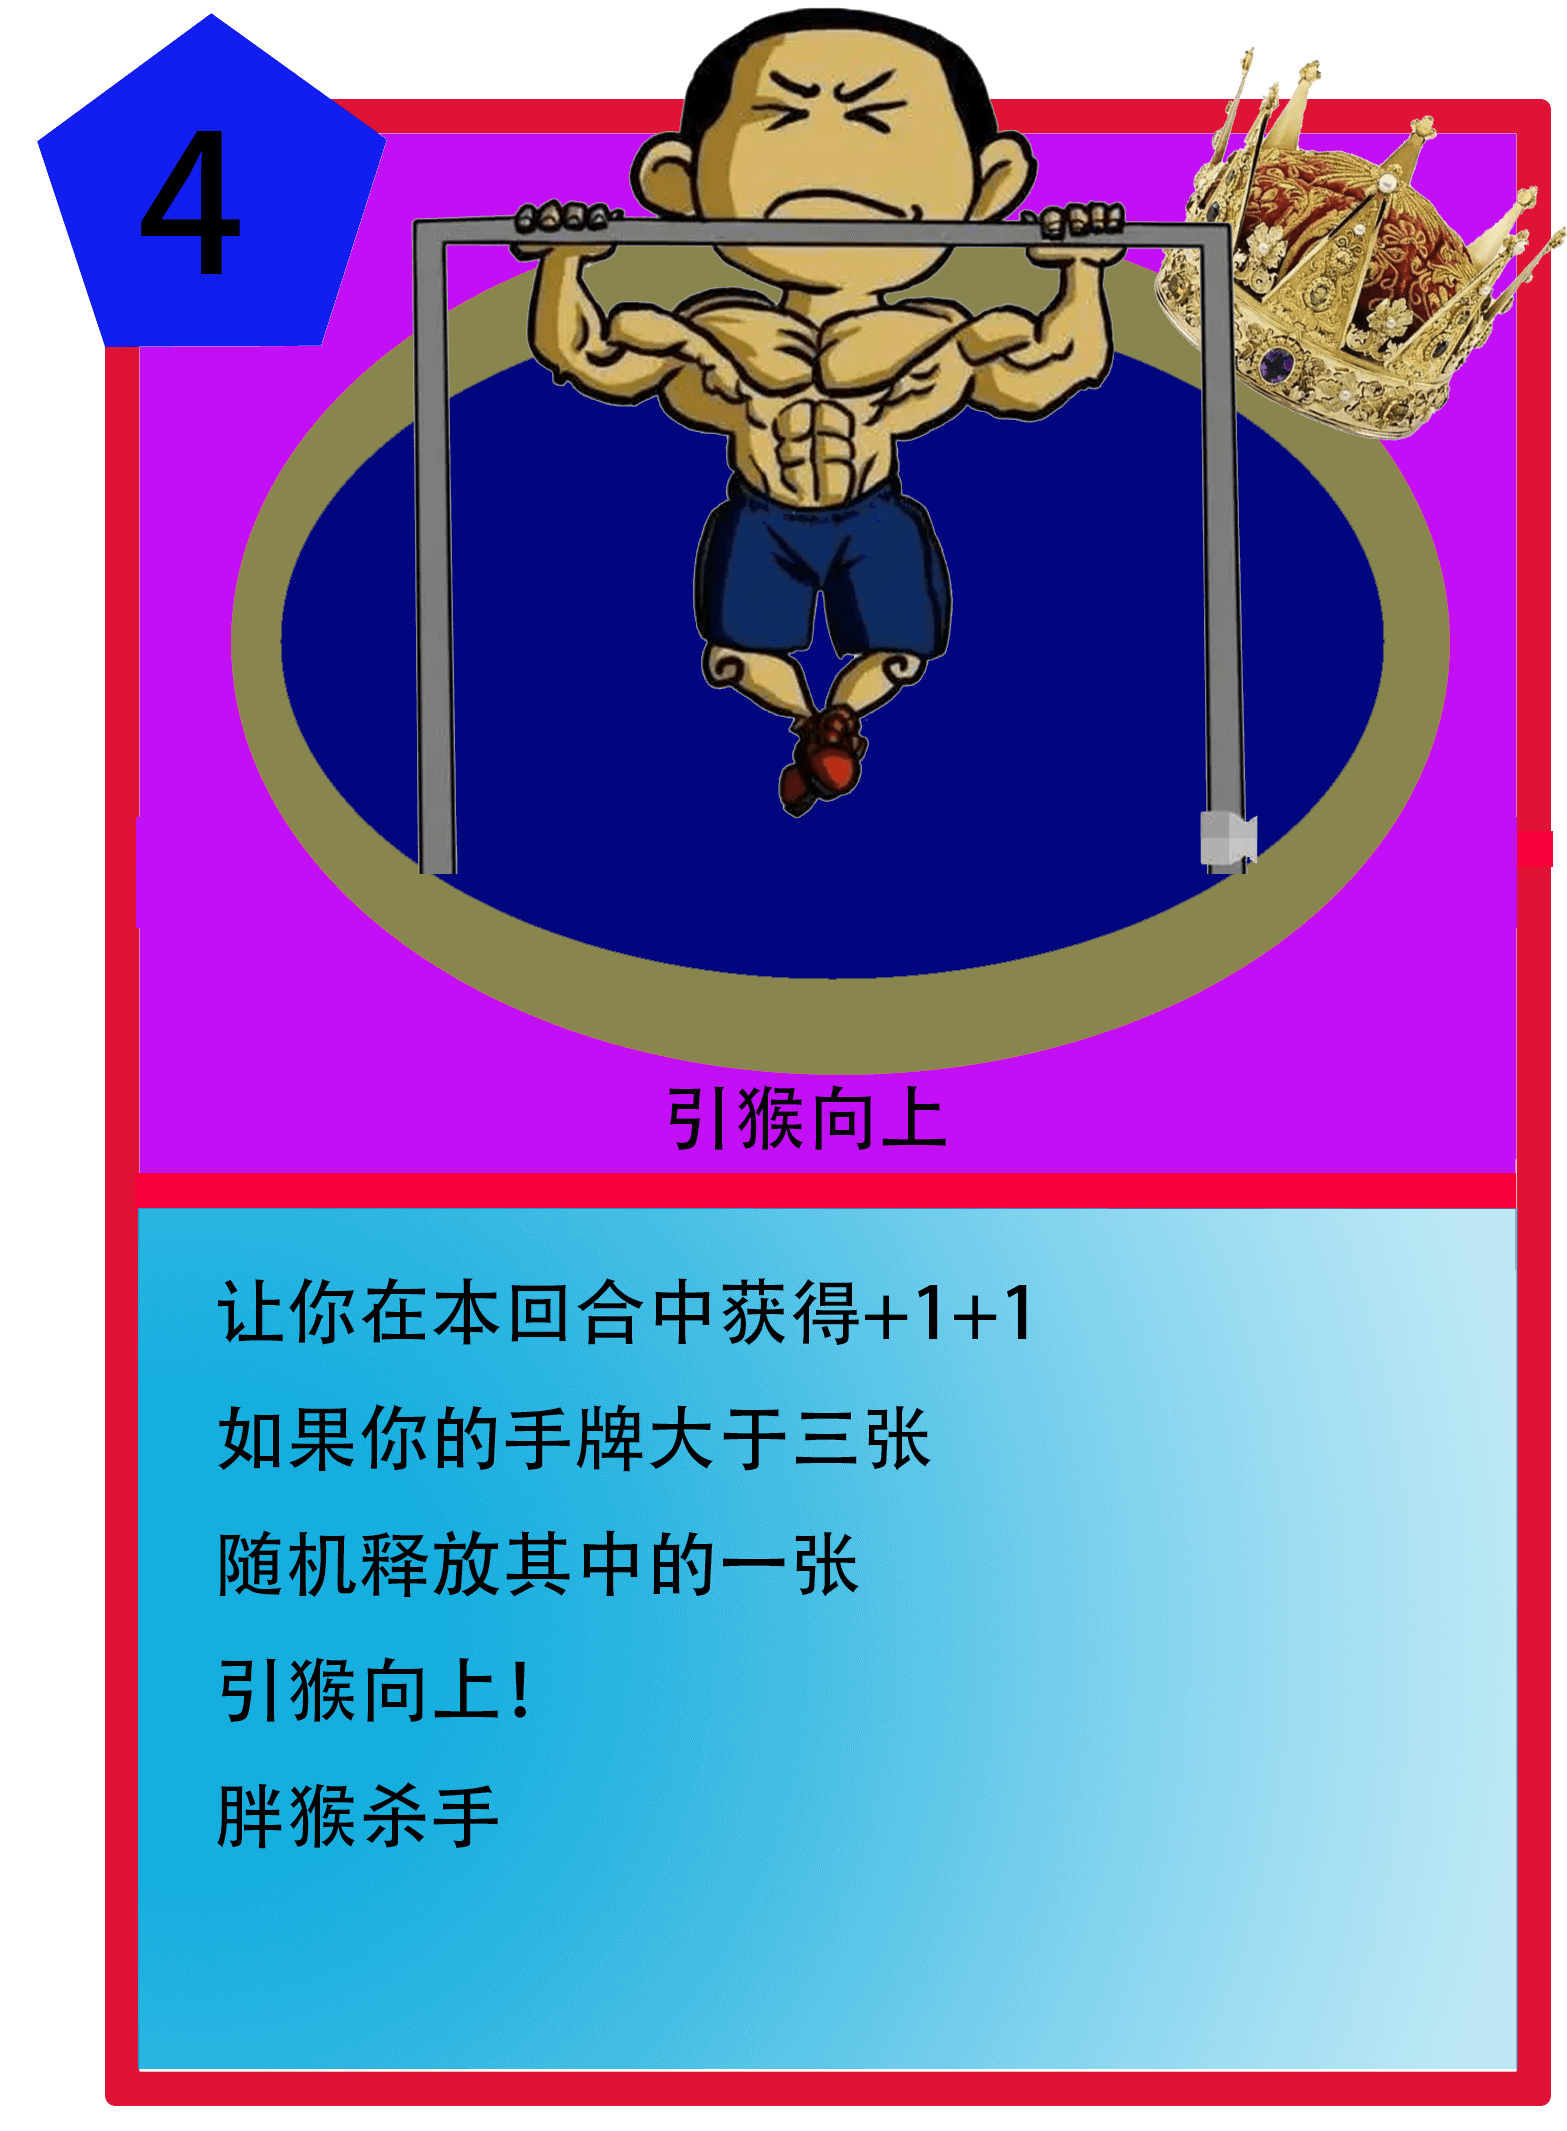 4
引猴向上
让你在本回合中获得+1+1
如果你的手牌大于三张
随机释放其中的一张
引猴向上！
胖猴杀手